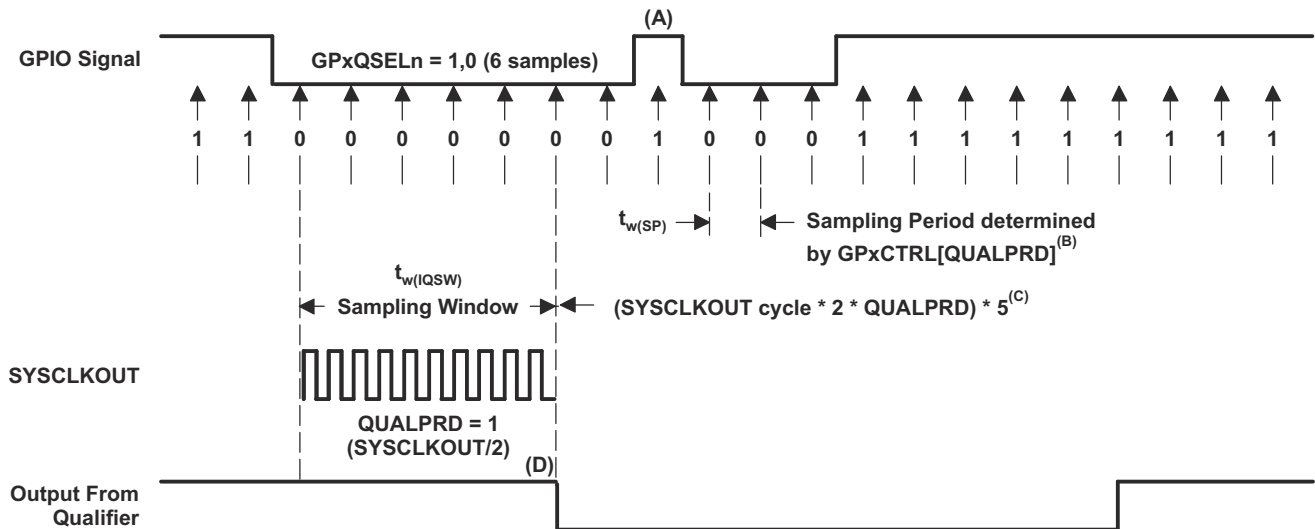 (A)
GPIO Signal
GPxQSELn = 1,0 (6 samples)
1 1 0 0 0 0 0 0 0 1 0 0 0 1 1 1 1 1 1 1 1 1
t_w(SP)
Sampling Period determined
by GPxCTRL[QUALPRD](B)
t_w(IQSW)
Sampling Window
(SYSCLKOUT cycle * 2 * QUALPRD) * 5(C)
SYSCLKOUT
QUALPRD = 1
(SYSCLKOUT/2)
(D)
Output From
Qualifier